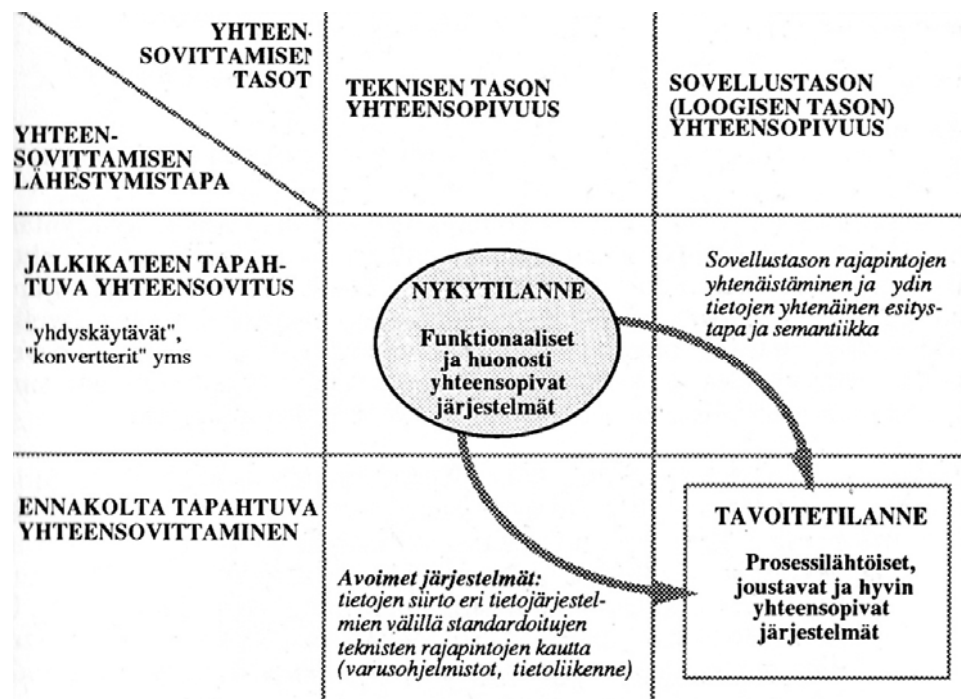 YHTEEN-
SOVITTAMISEN
TASOT
YHTEEN-
SOVITTAMISEN
LÄHESTYMISTAPA
TEKNISEN TASON
YHTEENSOPIVUUS
SOVELLUSTASON
(LOOGISEN TASON)
YHTEENSOPIVUUS
JALKIKATEEN TAPAH-
TUVA YHTEENSOVITUS
"yhdyskäytävät",
"konvertterit" yms
NYKYTILANNE
Funktionaaliset
ja huonosti
yhteensopivat
järjestelmät
Sovellustason rajapintojen
yhtenäistäminen ja ydin
tietojen yhtenäinen esitys-
tapa ja semantiikka
ENNAKOLTA TAPAHTUVA
YHTEENSOVITTAMINEN
Avoimet järjestelmät:
tietojen siirto eri tietojärjestel-
mien välillä standardoitujen
teknisten rajapintojen kautta
(varusohjelmistot, tietoliikenne)
TAVOITETILANNE
Prosessilähtöiset,
joustavat ja hyvin
yhteensopivat
järjestelmät